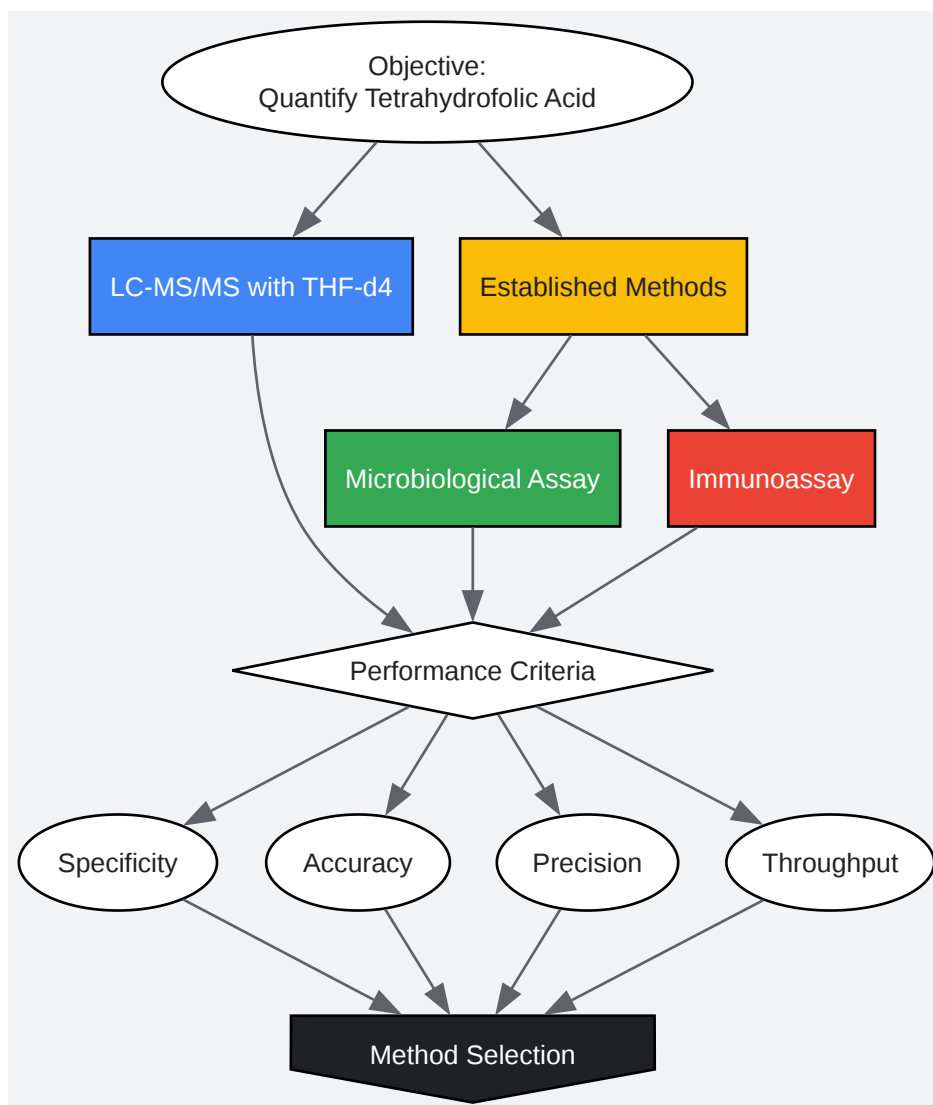 Objective:
Quantify Tetrahydrofolic Acid
LC-MS/MS with THF-d4
Established Methods
Microbiological Assay
Immunoassay
Performance Criteria
Specificity
Accuracy
Precision
Throughput
Method Selection